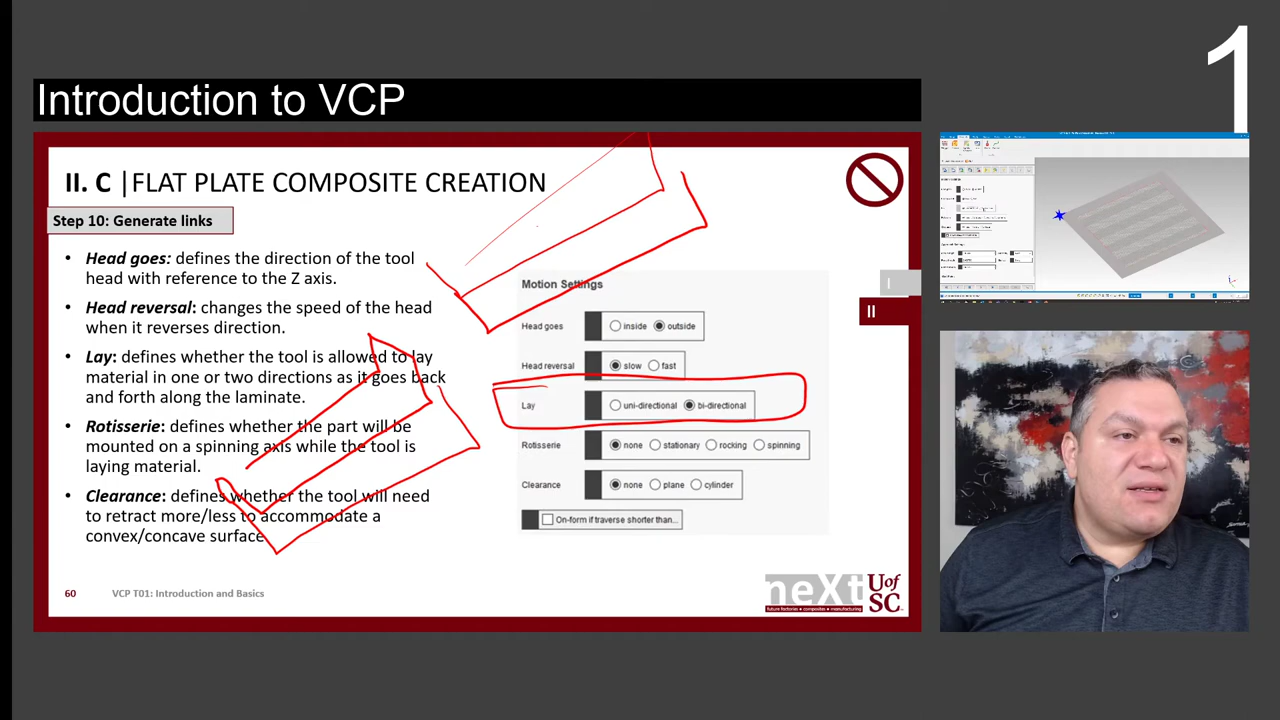 1
Introduction to VCP
II. C |FLAT PLATE COMPOSITE CREATION
Step 10: Generate links
• Head goes: defines the direction of the tool
head with reference to the Z axis.
• Head reversal: changes the speed of the head
when it reverses direction.
• Lay: defines whether the tool is allowed to lay
material in one or two directions as it goes back
and forth along the laminate.
• Rotisserie: defines whether the part will be
mounted on a spinning axis while the tool is
laying material.
• Clearance: defines whether the tool will need
to retract more/less to accommodate a
convex/concave surface
Motion Settings
Head goes inside outside
Head reversal slow fast
Lay uni-directional bi-directional
Rotisserie none stationary rocking spinning
Clearance none plane cylinder
On-form if traverse shorter than...
I
II
60 VCP T01: Introduction and Basics
neXt
future factories • composites • manufacturing
UofSC